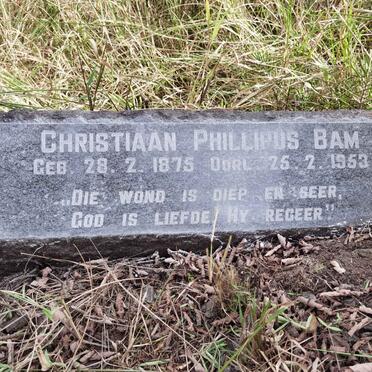 CHRISTIAAN PHILLIPUS BAM
GEB 28. 2. 1875 OORL 25. 2. 1953
"DIE WOND IS DIEP EN SEER,
GOD IS LIEFDE, HY REGEER"